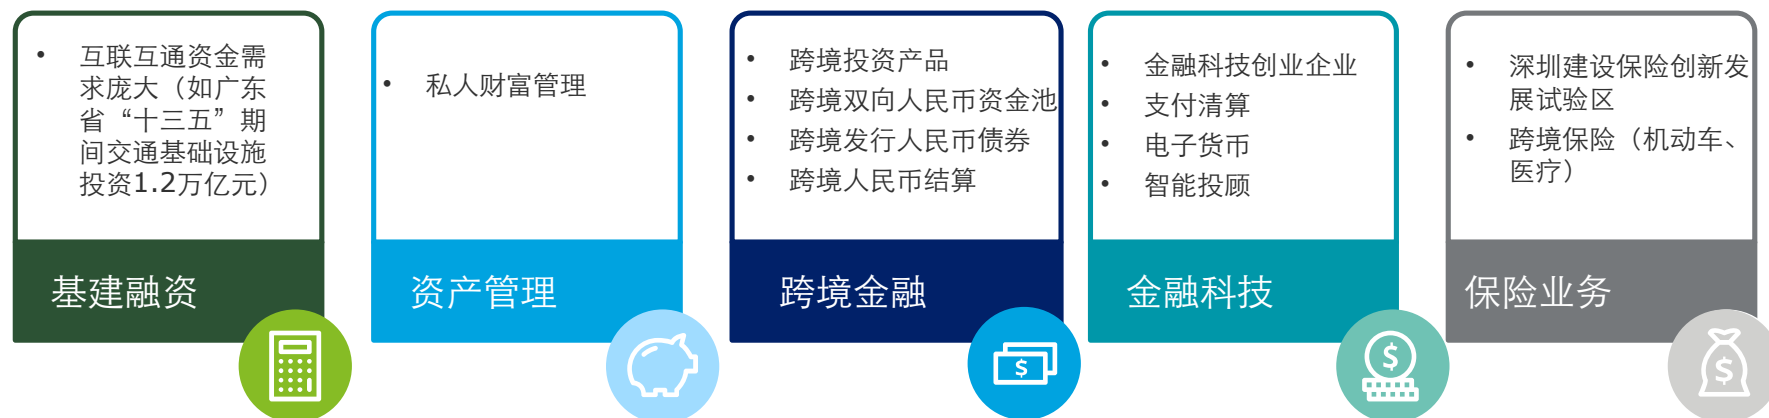 • 互联互通资金需
求庞大（如广东
省“十三五”期
间交通基础设施
投资1.2万亿元）
基建融资
• 私人财富管理
资产管理
• 跨境投资产品
• 跨境双向人民币资金池
• 跨境发行人民币债券
• 跨境人民币结算
跨境金融
• 金融科技创业企业
• 支付清算
• 电子货币
• 智能投顾
金融科技
• 深圳建设保险创新发
展试验区
• 跨境保险（机动车、
医疗）
保险业务
$
$
$